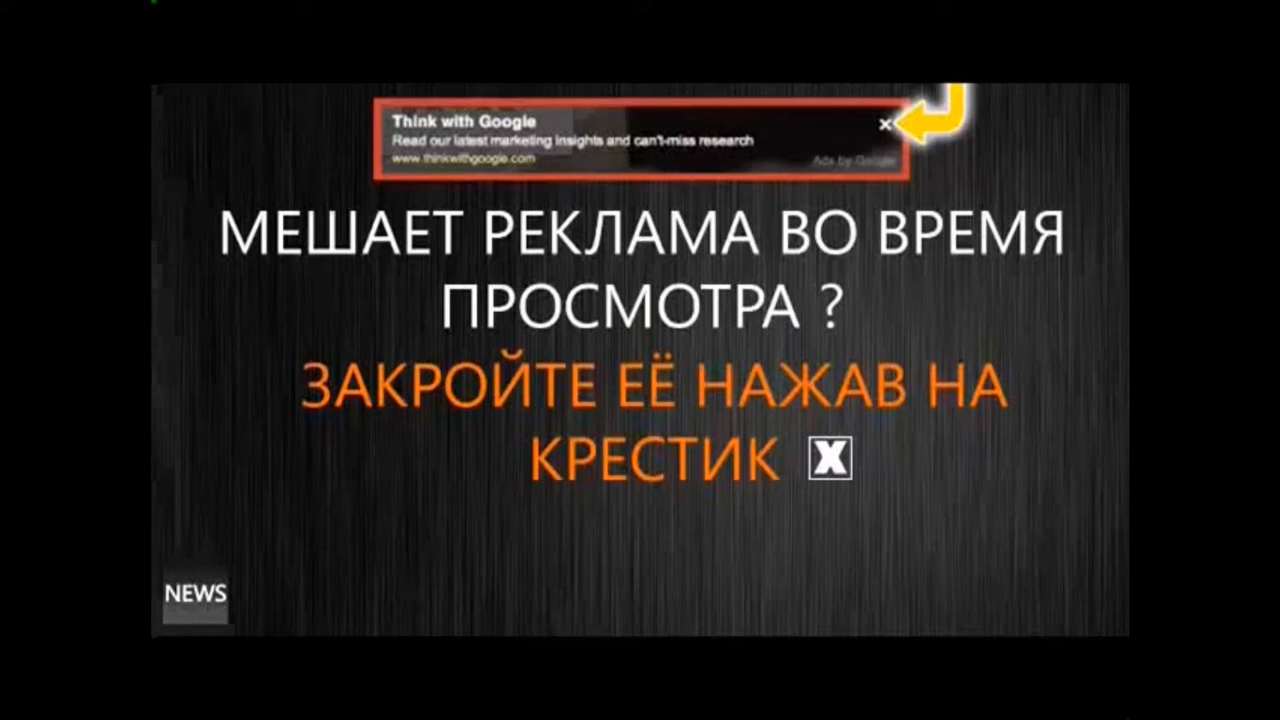 Think with Google
Read our latest marketing insights and can't-miss research
www.thinkwithgoogle.com
Ads by Google
МЕШАЕТ РЕКЛАМА ВО ВРЕМЯ
ПРОСМОТРА ?
ЗАКРОЙТЕ ЕЁ НАЖАВ НА
КРЕСТИК X
NEWS